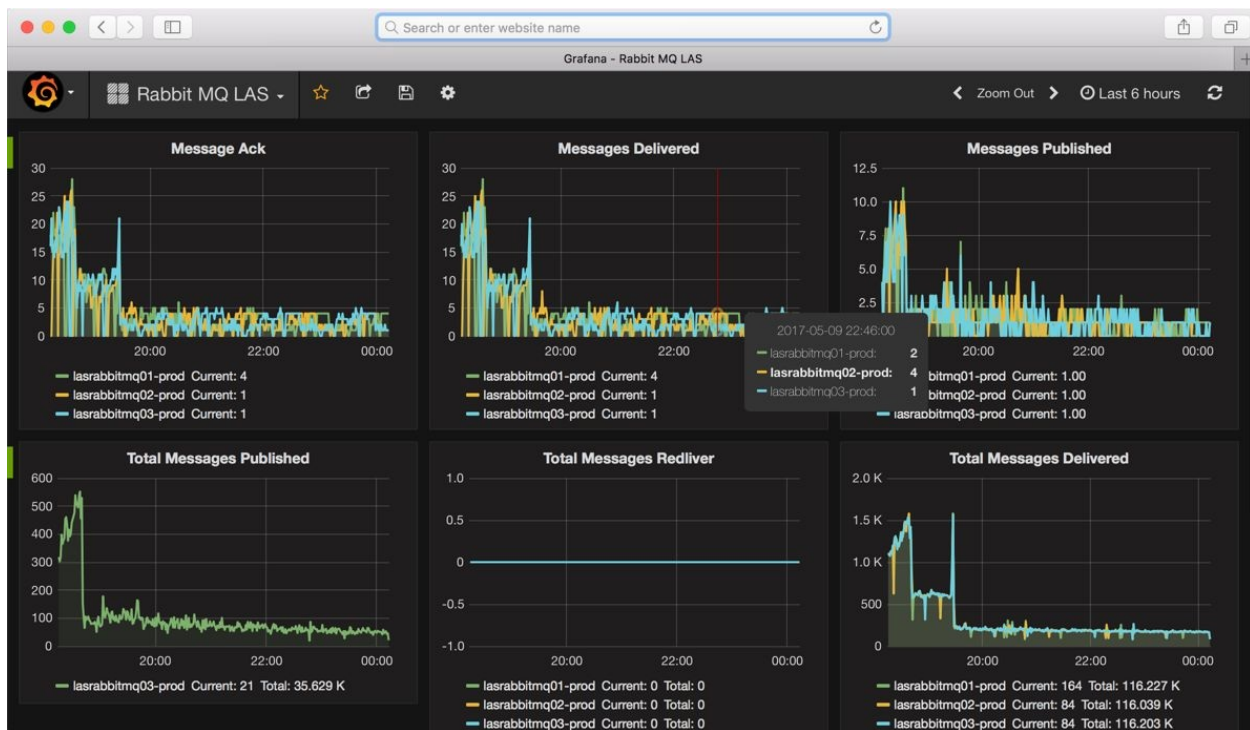 Search or enter website name
Grafana - Rabbit MQ LAS
Rabbit MQ LAS
Zoom Out
Last 6 hours
Message Ack
30
25
20
15
10
5
0
20:00 22:00 00:00
lasrabbitmq01-prod Current: 4
lasrabbitmq02-prod Current: 1
lasrabbitmq03-prod Current: 1
Messages Delivered
30
25
20
15
10
5
0
20:00 22:00
lasrabbitmq01-prod Current: 4
lasrabbitmq02-prod Current: 1
lasrabbitmq03-prod Current: 1
2017-05-09 22:46:00
lasrabbitmq01-prod: 2
lasrabbitmq02-prod: 4
lasrabbitmq03-prod: 1
Messages Published
12.5
10.0
7.5
5.0
2.5
20:00 22:00 00:00
bitmq01-prod Current: 1.00
bitmq02-prod Current: 1.00
lasrabbitmq03-prod Current: 1.00
Total Messages Published
600
500
400
300
200
100
0
20:00 22:00 00:00
lasrabbitmq03-prod Current: 21 Total: 35.629 K
Total Messages Redliver
1.0
0.5
0
-0.5
-1.0
20:00 22:00 00:00
lasrabbitmq01-prod Current: 0 Total: 0
lasrabbitmq02-prod Current: 0 Total: 0
lasrabbitmq03-prod Current: 0 Total: 0
Total Messages Delivered
2.0 K
1.5 K
1.0 K
500
0
20:00 22:00 00:00
lasrabbitmq01-prod Current: 164 Total: 116.227 K
lasrabbitmq02-prod Current: 84 Total: 116.039 K
lasrabbitmq03-prod Current: 84 Total: 116.203 K